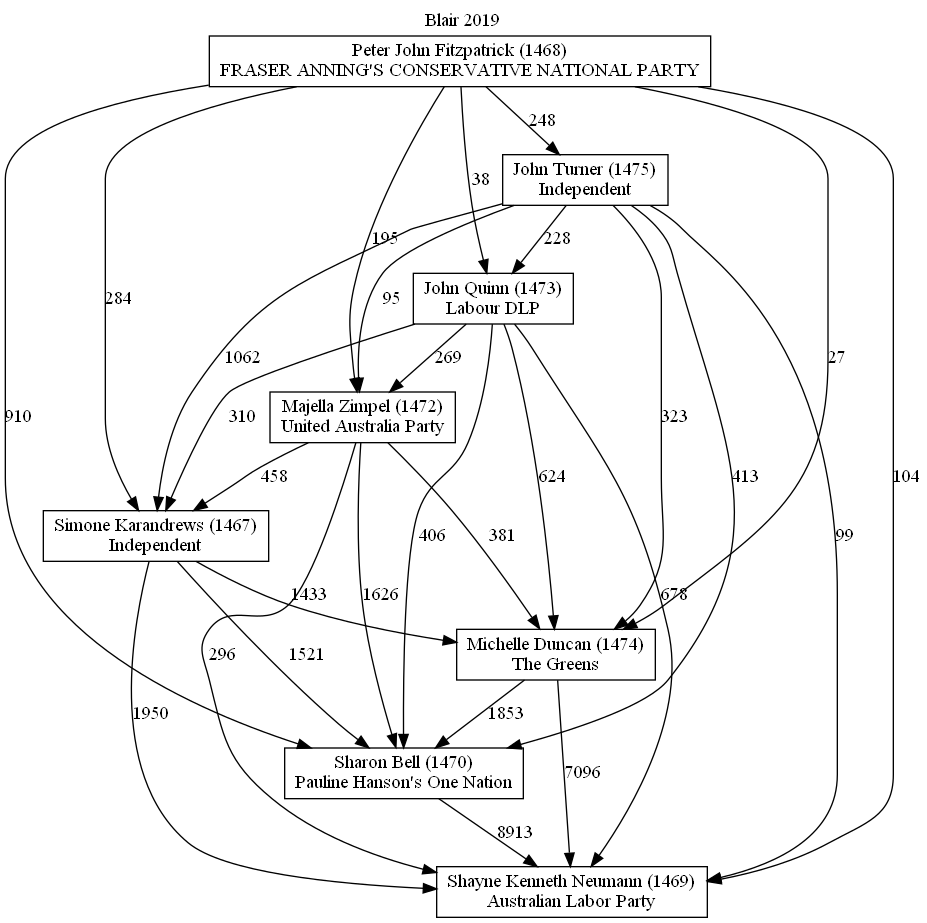 Blair 2019
Peter John Fitzpatrick (1468)
FRASER ANNING'S CONSERVATIVE NATIONAL PARTY
248
John Turner (1475)
Independent
38
195
228
John Quinn (1473)
Labour DLP
284
95
1062
269
27
310
Majella Zimpel (1472)
United Australia Party
910
323
458
624
413
104
Simone Karandrews (1467)
Independent
406
381
99
1433
1626
678
296
1521
Michelle Duncan (1474)
The Greens
1950
1853
Sharon Bell (1470)
Pauline Hanson's One Nation
7096
8913
Shayne Kenneth Neumann (1469)
Australian Labor Party